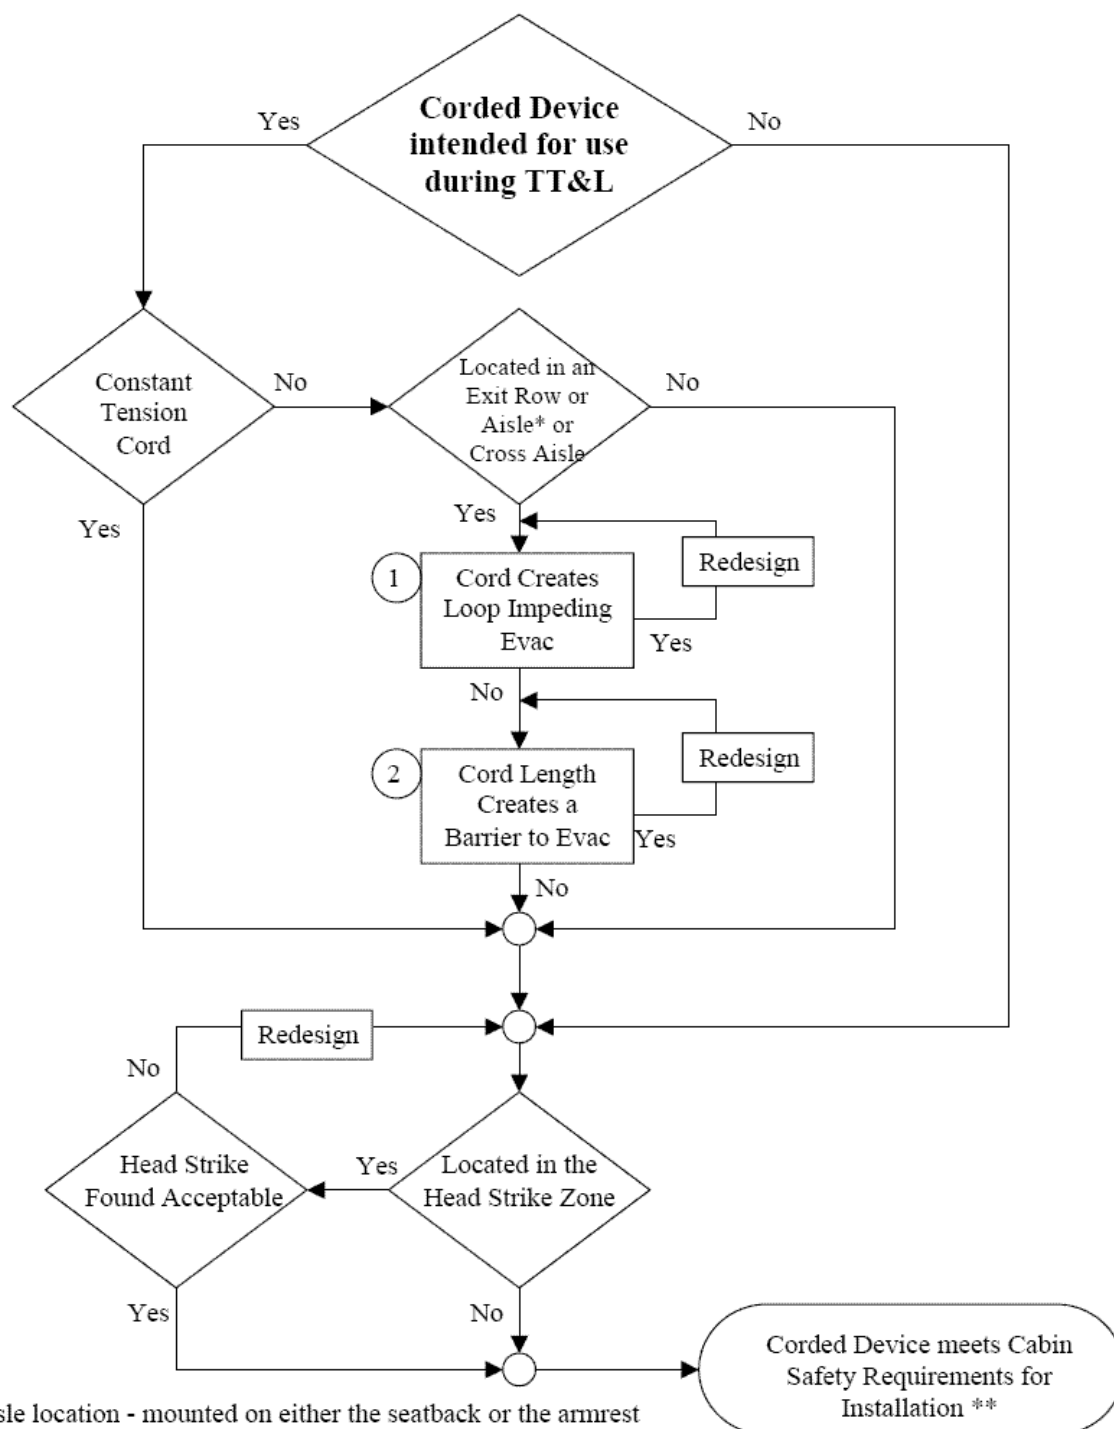 Corded Device
intended for use
during TT&L
Yes
No
Constant
Tension
Cord
No
Yes
Located in an
Exit Row or
Aisle* or
Cross Aisle
No
Yes
1
Cord Creates
Loop Impeding
Evac
Redesign
Yes
No
2
Cord Length
Creates a
Barrier to Evac
Redesign
Yes
No
Redesign
No
Head Strike
Found Acceptable
Yes
Located in the
Head Strike Zone
Yes
No
Corded Device meets Cabin
Safety Requirements for
Installation **
location - mounted on either the seatback or the armrest